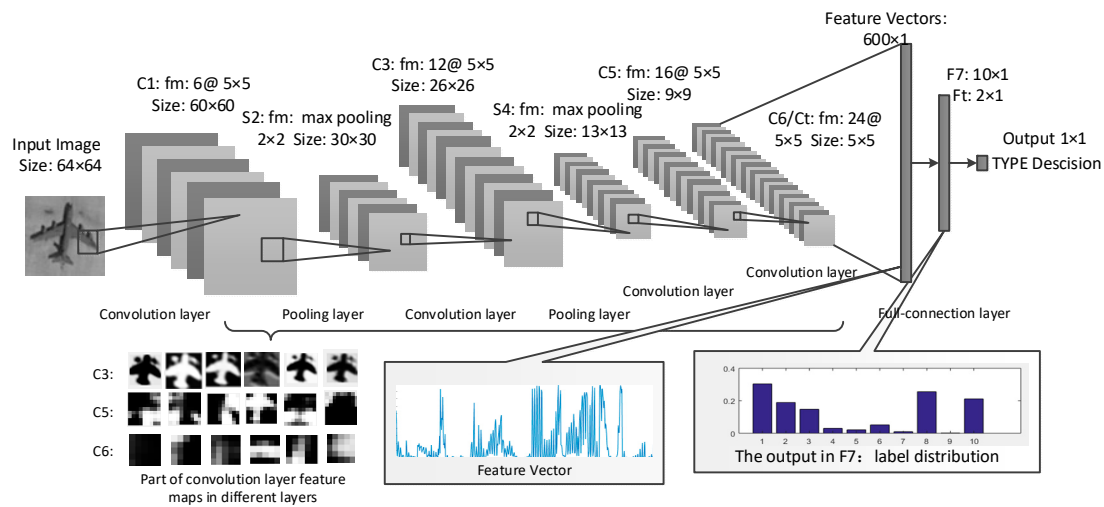 Feature Vectors:
600×1
C3: fm: 12@ 5×5
Size: 26×26
C5: fm: 16@ 5×5
Size: 9×9
F7: 10×1
Ft: 2×1
C1: fm: 6@ 5×5
Size: 60×60
S2: fm: max pooling
2×2 Size: 30×30
S4: fm: max pooling
2×2 Size: 13×13
C6/Ct: fm: 24@
5×5 Size: 5×5
Input Image
Size: 64×64
Output 1×1
TYPE Descision
Convolution layer
Convolution layer
Convolution layer
Pooling layer
Convolution layer
Pooling layer
Full-connection layer
C3:
C5:
C6:
Part of convolution layer feature
maps in different layers
Feature Vector
0.4
0.2
0
1 2 3 4 5 6 7 8 9 10
The output in F7: label distribution